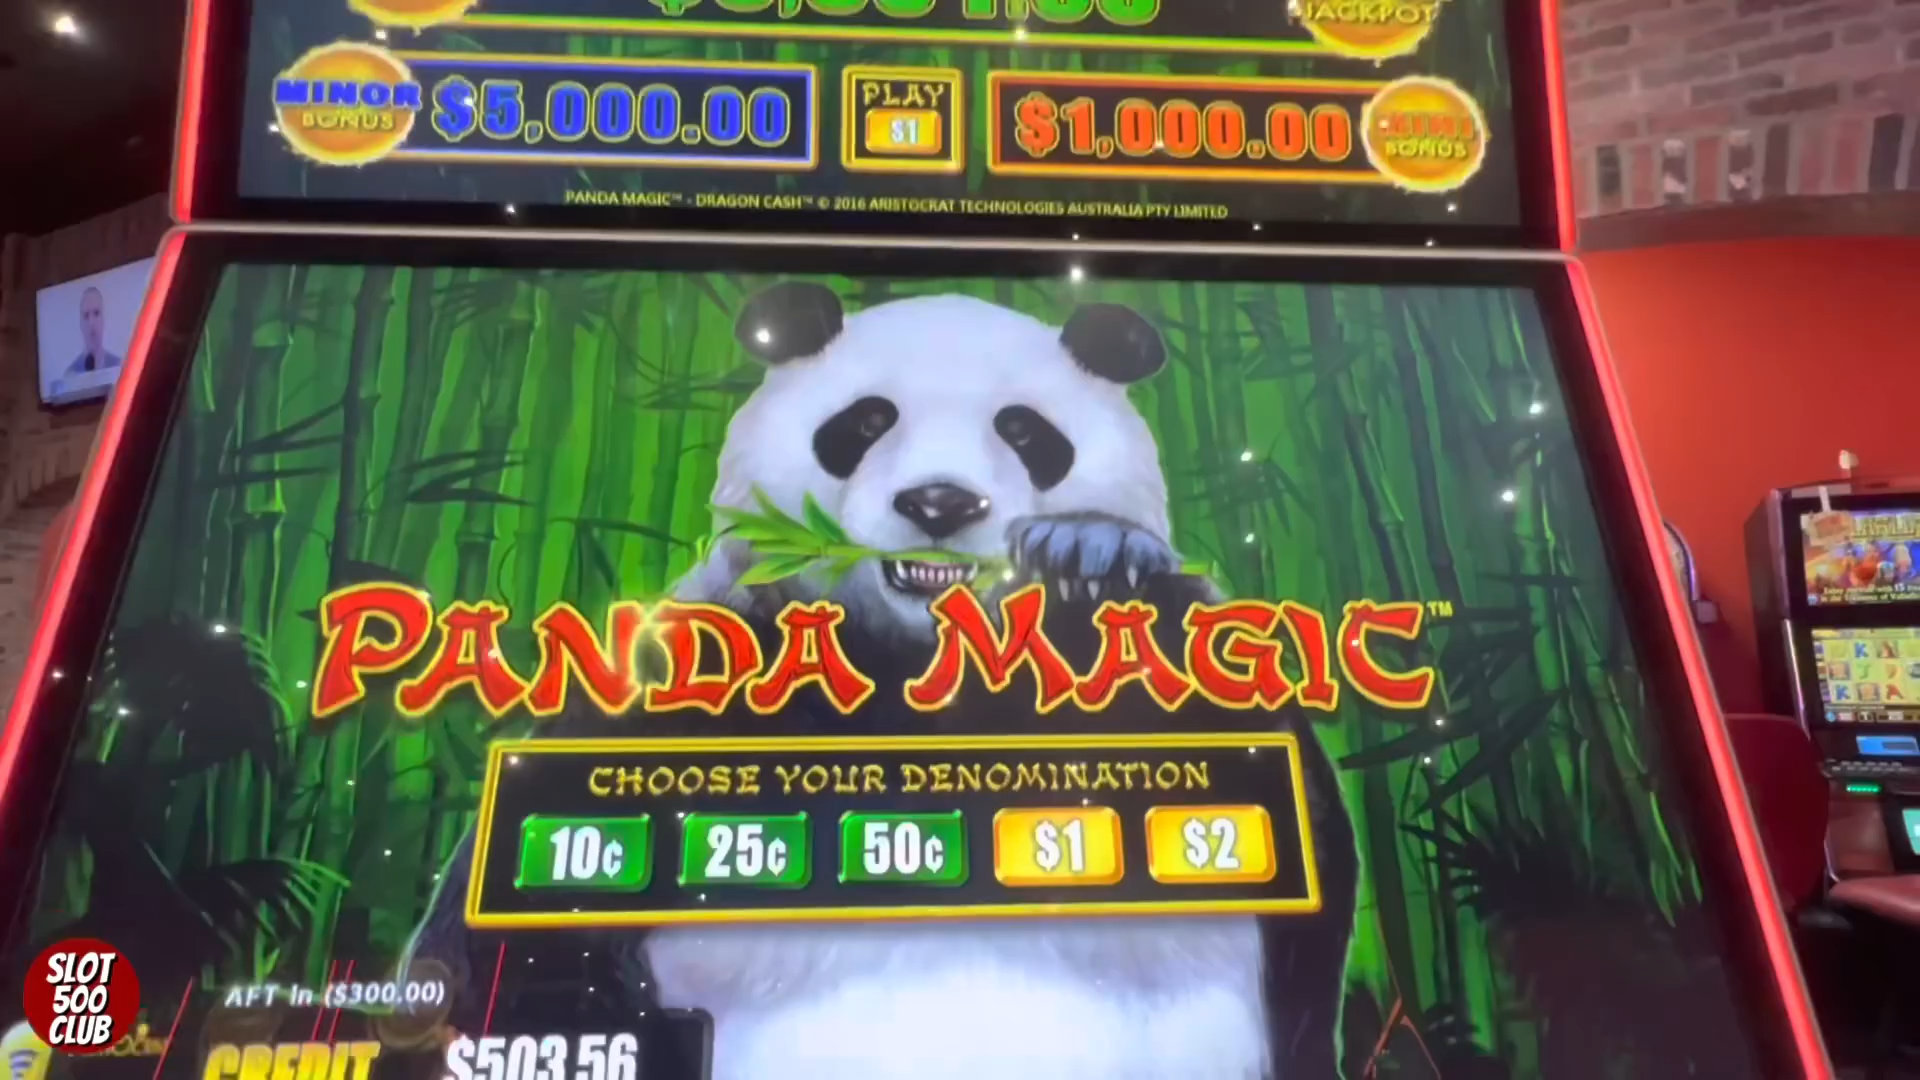 JACKPOT
MINOR BONUS $5,000.00
PLAY $1
$1,000.00 MINI BONUS
PANDA MAGIC™ - DRAGON CASH™ © 2016 ARISTOCRAT TECHNOLOGIES AUSTRALIA PTY LIMITED
PANDA MAGIC™
CHOOSE YOUR DENOMINATION
10¢ 25¢ 50¢ $1 $2
AFT In ($300.00)
CREDIT $503.56
SLOT
500
CLUB